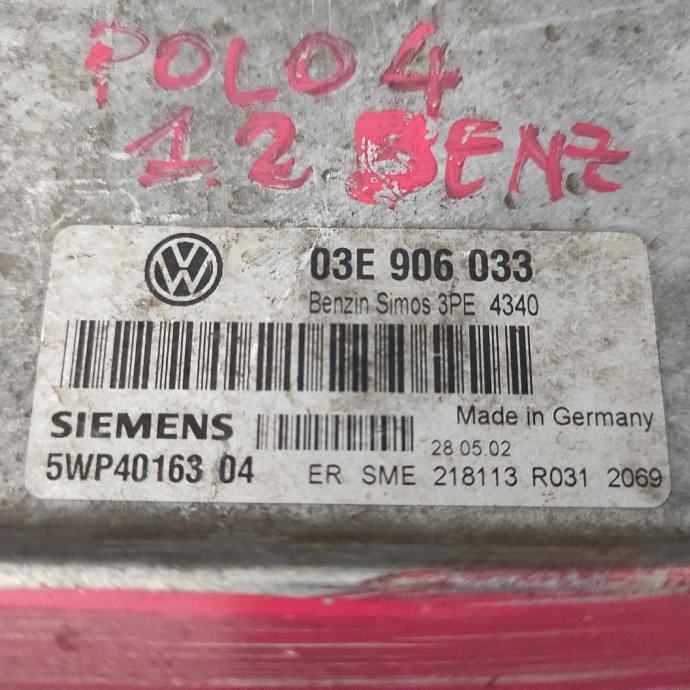 POLO 4
1.2 BENZ
VW
03E 906 033
Benzin Simos 3PE 4340
SIEMENS
Made in Germany
28.05.02
5WP40163 04
ER SME 218113 R031 2069